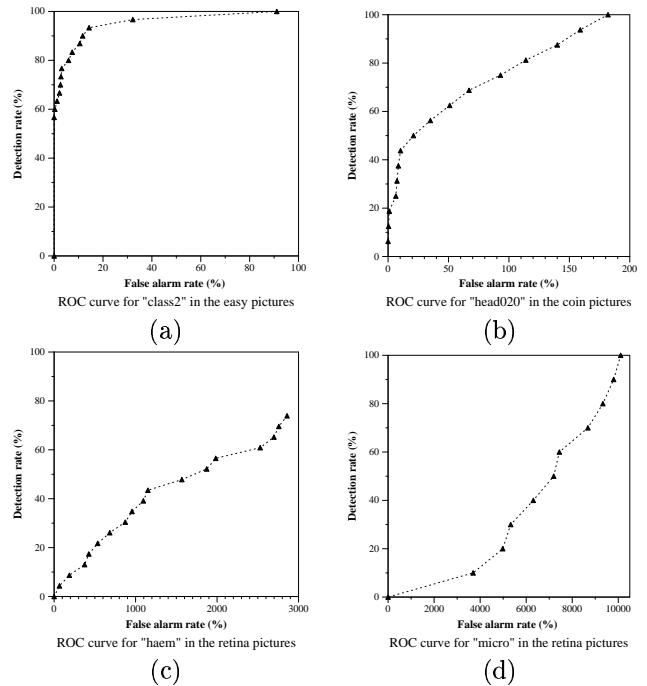 100
80
60
40
20
0
Detection rate (%)
0 20 40 60 80 100
False alarm rate (%)
ROC curve for "class2" in the easy pictures
(a)
100
80
60
40
20
0
Detection rate (%)
0 50 100 150 200
False alarm rate (%)
ROC curve for "head020" in the coin pictures
(b)
100
80
60
40
20
0
Detection rate (%)
0 1000 2000 3000
False alarm rate (%)
ROC curve for "haem" in the retina pictures
(c)
100
80
60
40
20
0
Detection rate (%)
0 2000 4000 6000 8000 10000
False alarm rate (%)
ROC curve for "micro" in the retina pictures
(d)